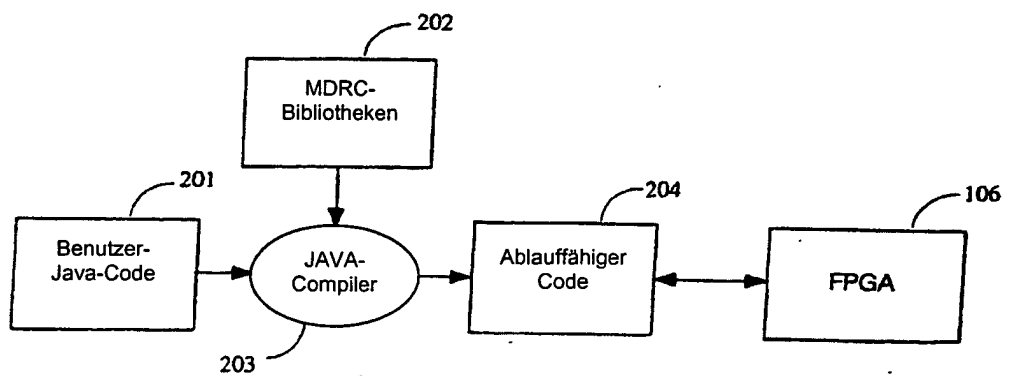 202
MDRC-
Bibliotheken
201
204
106
Benutzer-
Java-Code
JAVA-
Compiler
Ablauffähiger
Code
FPGA
203